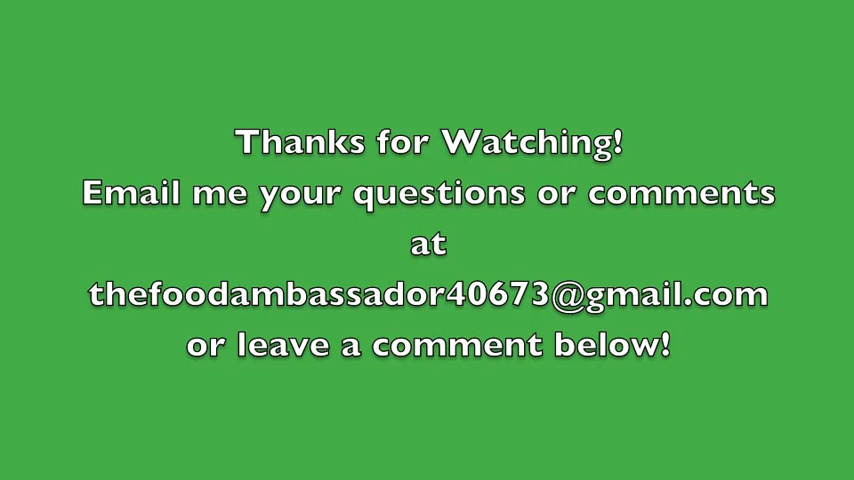 Thanks for Watching!
Email me your questions or comments
at
thefoodambassador40673@gmail.com
or leave a comment below!